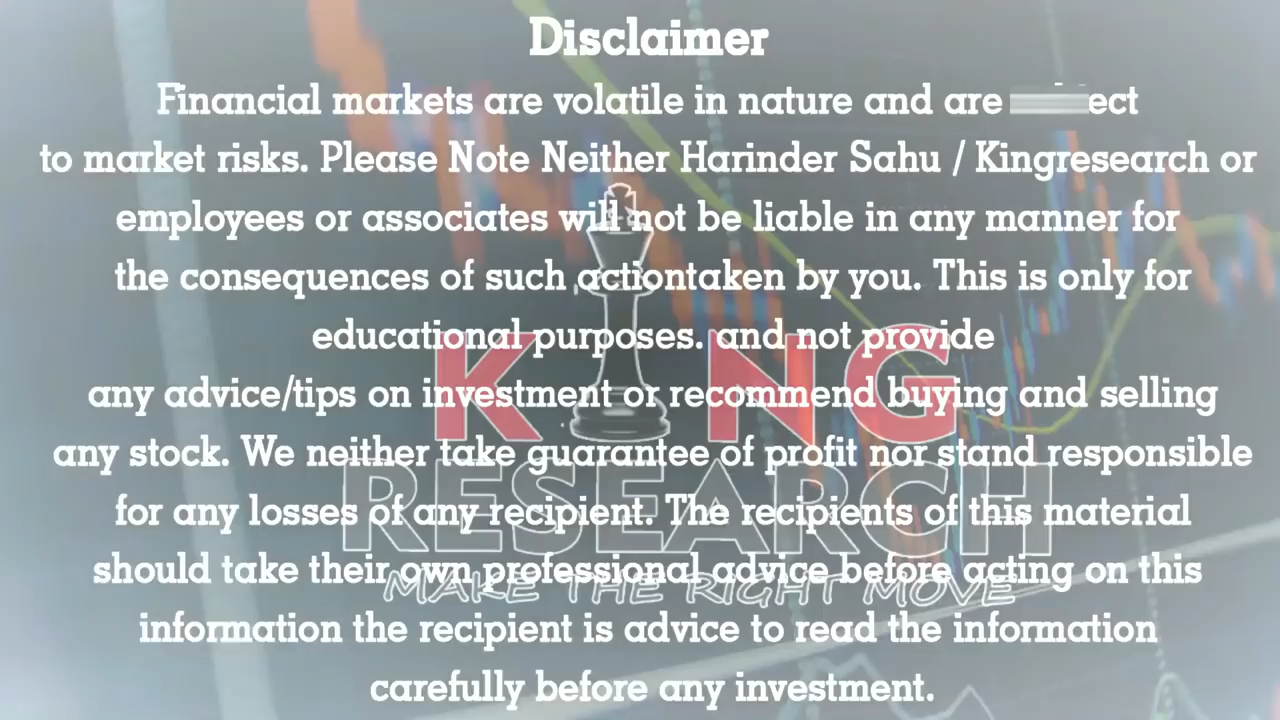 Disclaimer
Financial markets are volatile in nature and are
to market risks. Please Note Neither Harinder Sahu / Kingresearch or
employees or associates will not be liable in any manner for
the consequences of such actiontaken by you. This is only for
educational purposes. and not provide
any advice/tips on investment or recommend buying and selling
any stock. We neither take guarantee of profit nor stand responsible
for any losses of any recipient. The recipients of this material
should take their own professional advice before acting on this
information the recipient is advice to read the information
carefully before any investment.
K NG
RESEARCH
MAKE THE RIGHT MOVE